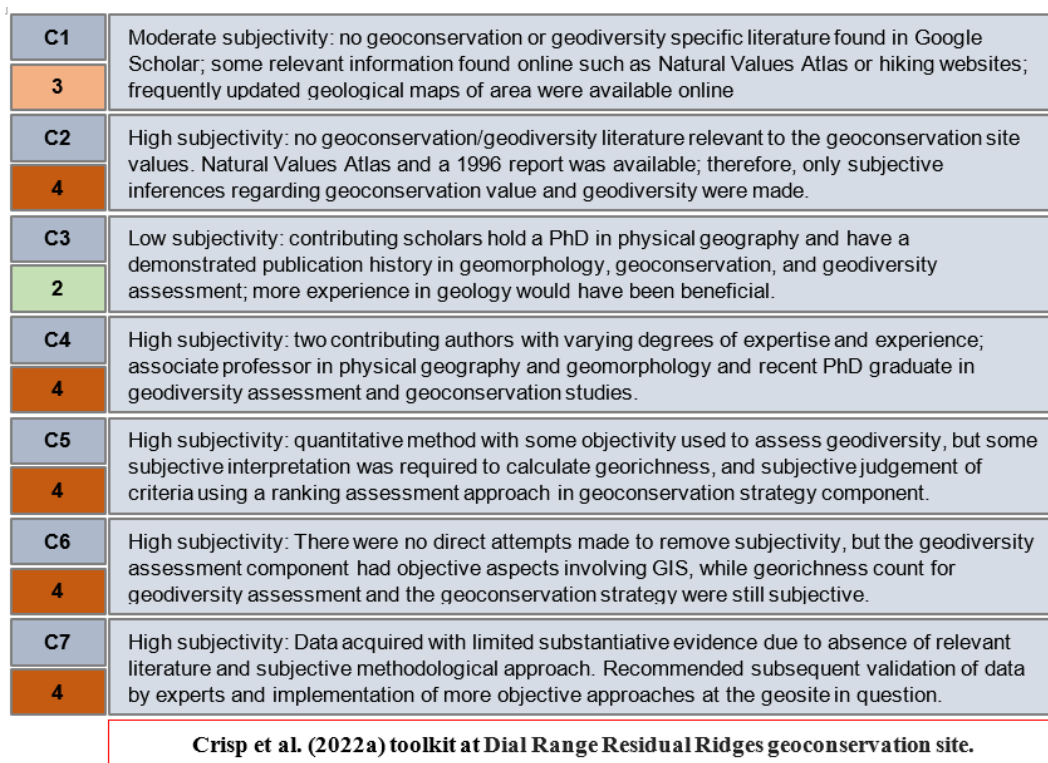 C1
Moderate subjectivity: no geoconservation or geodiversity specific literature found in Google
Scholar; some relevant information found online such as Natural Values Atlas or hiking websites;
3
frequently updated geological maps of area were available online
C2
High subjectivity: no geoconservation/geodiversity literature relevant to the geoconservation site
values. Natural Values Atlas and a 1996 report was available; therefore, only subjective
4
inferences regarding geoconservation value and geodiversity were made.
C3
Low subjectivity: contributing scholars hold a PhD in physical geography and have a
demonstrated publication history in geomorphology, geoconservation, and geodiversity
2
assessment; more experience in geology would have been beneficial.
C4
High subjectivity: two contributing authors with varying degrees of expertise and experience;
associate professor in physical geography and geomorphology and recent PhD graduate in
4
geodiversity assessment and geoconservation studies.
C5
High subjectivity: quantitative method with some objectivity used to assess geodiversity, but some
subjective interpretation was required to calculate georichness, and subjective judgement of
4
criteria using a ranking assessment approach in geoconservation strategy component.
C6
High subjectivity: There were no direct attempts made to remove subjectivity, but the geodiversity
assessment component had objective aspects involving GIS, while georichness count for
4
geodiversity assessment and the geoconservation strategy were still subjective.
C7
High subjectivity: Data acquired with limited substantiative evidence due to absence of relevant
literature and subjective methodological approach. Recommended subsequent validation of data
4
by experts and implementation of more objective approaches at the geosite in question.
Crisp et al. (2022a) toolkit at Dial Range Residual Ridges geoconservation site.